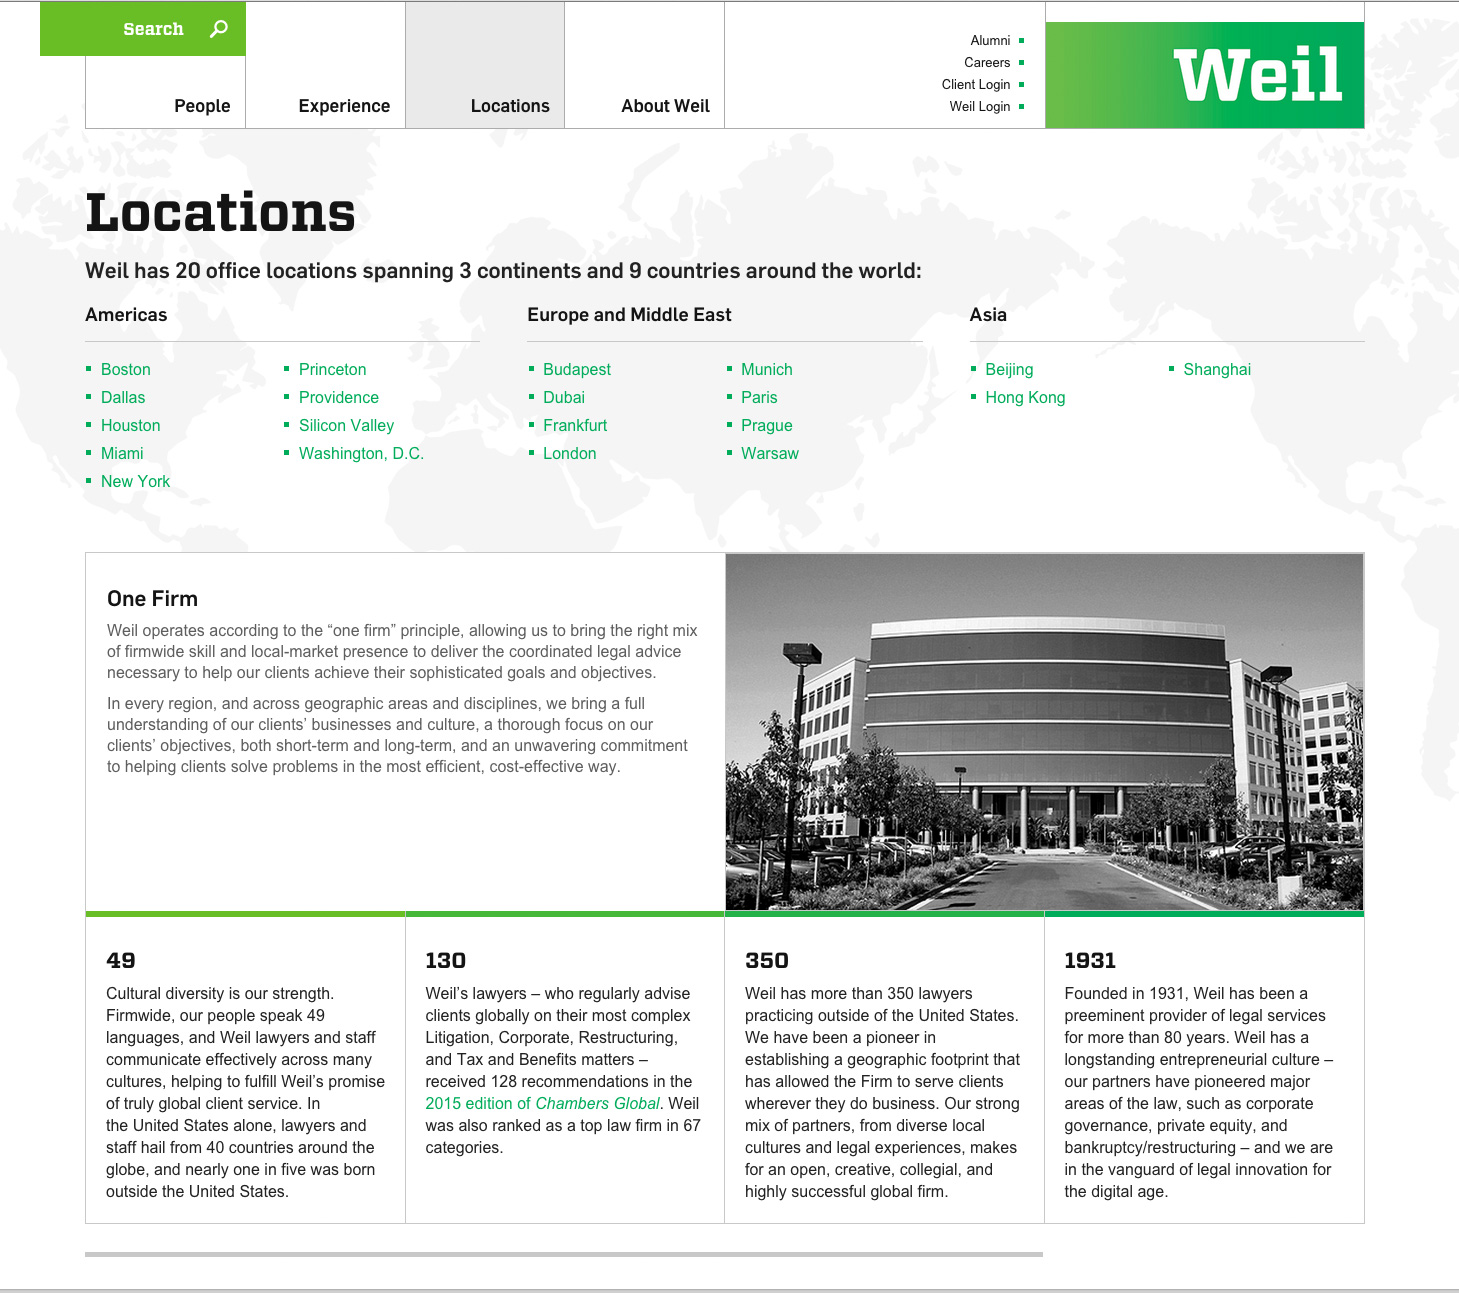 Search
People
Experience
Locations
About Weil
Alumni
Careers
Client Login
Weil Login
Weil
Locations
Weil has 20 office locations spanning 3 continents and 9 countries around the world:
Americas
Boston
Dallas
Houston
Miami
New York
Princeton
Providence
Silicon Valley
Washington, D.C.
Europe and Middle East
Budapest
Dubai
Frankfurt
London
Munich
Paris
Prague
Warsaw
Asia
Beijing
Hong Kong
Shanghai
One Firm
Weil operates according to the “one firm” principle, allowing us to bring the right mix
of firmwide skill and local-market presence to deliver the coordinated legal advice
necessary to help our clients achieve their sophisticated goals and objectives.
In every region, and across geographic areas and disciplines, we bring a full
understanding of our clients’ businesses and culture, a thorough focus on our
clients’ objectives, both short-term and long-term, and an unwavering commitment
to helping clients solve problems in the most efficient, cost-effective way.
49
Cultural diversity is our strength.
Firmwide, our people speak 49
languages, and Weil lawyers and staff
communicate effectively across many
cultures, helping to fulfill Weil’s promise
of truly global client service. In
the United States alone, lawyers and
staff hail from 40 countries around the
globe, and nearly one in five was born
outside the United States.
130
Weil’s lawyers – who regularly advise
clients globally on their most complex
Litigation, Corporate, Restructuring,
and Tax and Benefits matters –
received 128 recommendations in the
2015 edition of Chambers Global. Weil
was also ranked as a top law firm in 67
categories.
350
Weil has more than 350 lawyers
practicing outside of the United States.
We have been a pioneer in
establishing a geographic footprint that
has allowed the Firm to serve clients
wherever they do business. Our strong
mix of partners, from diverse local
cultures and legal experiences, makes
for an open, creative, collegial, and
highly successful global firm.
1931
Founded in 1931, Weil has been a
preeminent provider of legal services
for more than 80 years. Weil has a
longstanding entrepreneurial culture –
our partners have pioneered major
areas of the law, such as corporate
governance, private equity, and
bankruptcy/restructuring – and we are
in the vanguard of legal innovation for
the digital age.